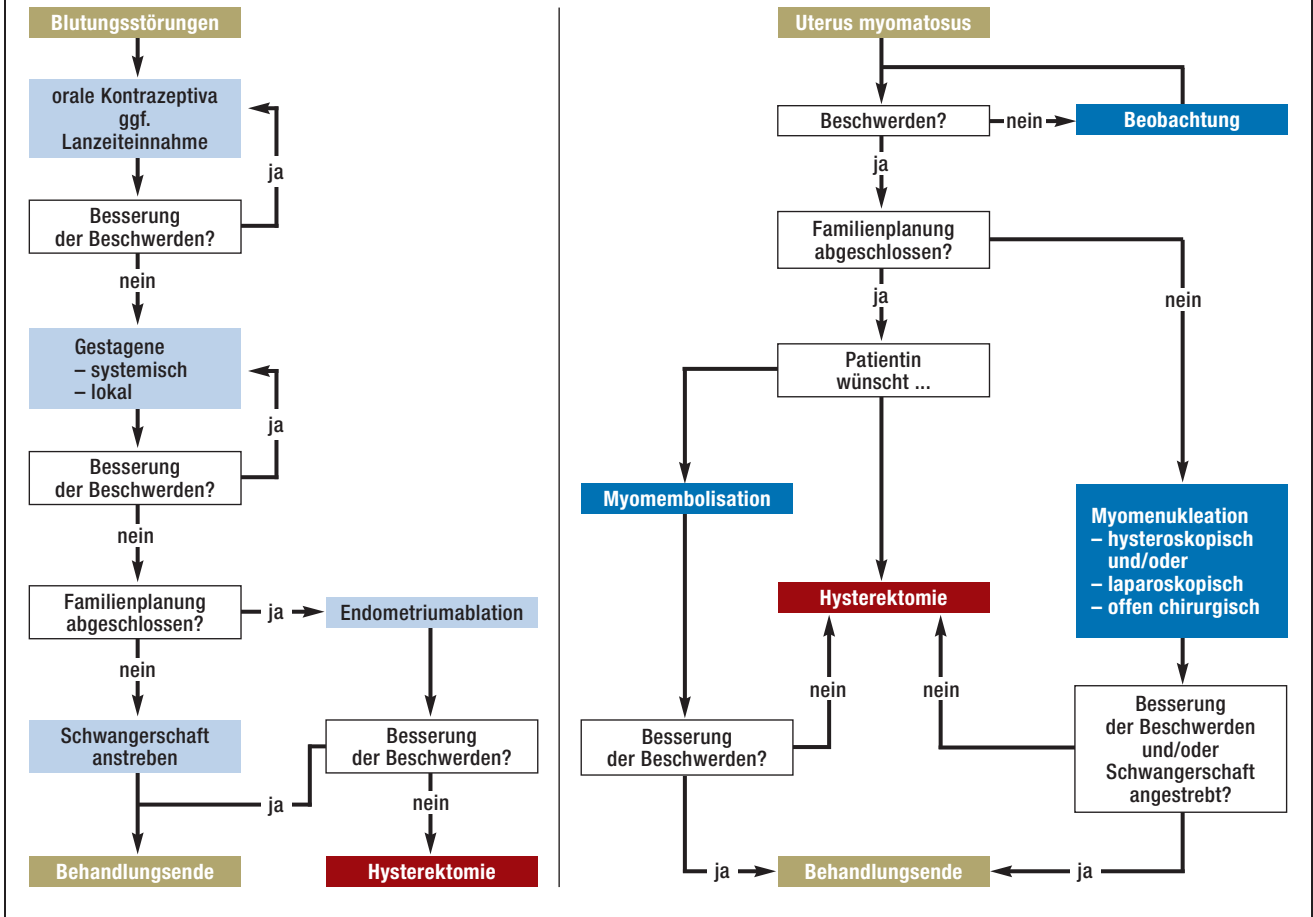 Blutungsstörungen
orale Kontrazeptiva
ggf.
Lanzeiteinnahme
ja
Besserung
der Beschwerden?
nein
Gestagene
– systemisch
– lokal
ja
Besserung
der Beschwerden?
nein
Familienplanung
abgeschlossen?
ja
Endometriumablation
nein
Schwangerschaft
anstreben
Besserung
der Beschwerden?
ja
nein
Behandlungsende
Hysterektomie
Uterus myomatosus
Beschwerden?
nein
Beobachtung
ja
Familienplanung
abgeschlossen?
ja
nein
Patientin
wünscht ...
Myomembolisation
Myomenukleation
– hysteroskopisch
und/oder
– laparoskopisch
– offen chirurgisch
Hysterektomie
nein
nein
Besserung
der Beschwerden?
Besserung
der Beschwerden
und/oder
Schwangerschaft
angestrebt?
ja
Behandlungsende
ja